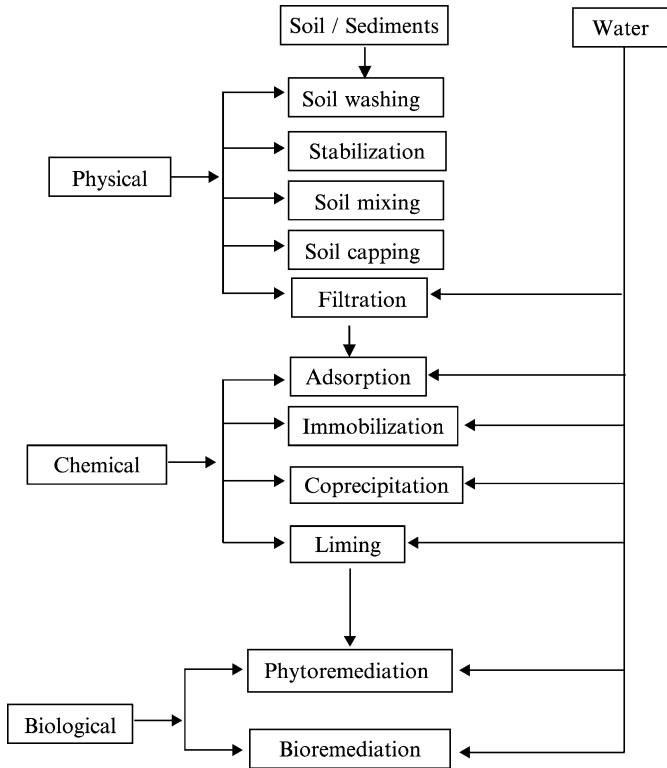 Soil / Sediments
Water
Soil washing
Stabilization
Physical
Soil mixing
Soil capping
Filtration
Adsorption
Immobilization
Chemical
Coprecipitation
Liming
Phytoremediation
Biological
Bioremediation